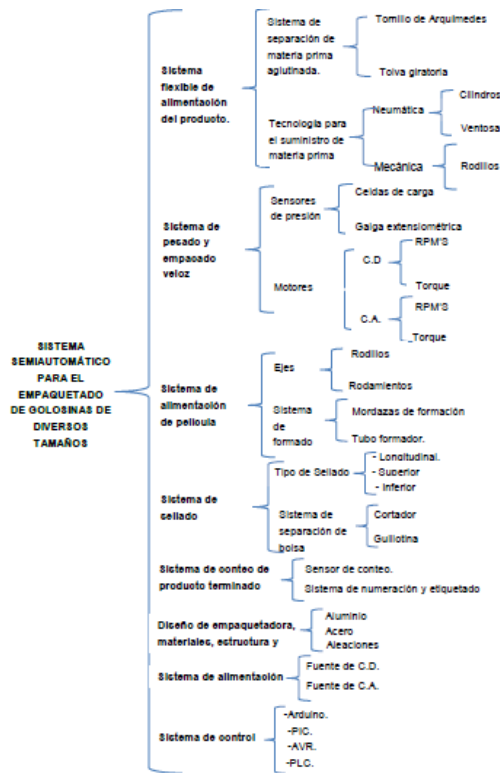 SISTEMA
SEMIAUTOMÁTICO
PARA EL
EMPAQUETADO
DE GOLOSINAS DE
DIVERSOS
TAMAÑOS
Sistema
flexible de
alimentación
del producto.
Sistema de
separación de
materia prima
aglutinada.
Tornillo de Arquímedes
Tolva giratoria
Tecnología para
el suministro de
materia prima
Neumática
Cilindros
Ventosa
Mecánica
Rodillos
Sistema de
pesado y
empacado
veloz
Sensores
de presión
Celdas de carga
Galga extensiométrica
Motores
C.D
RPM'S
Torque
C.A.
RPM'S
_Torque
Sistema de
alimentación
de película
Ejes
Rodillos
Rodamientos
Sistema
de
formado
Mordazas de formación
Tubo formador.
Sistema de
sellado
Tipo de Sellado
- Longitudinal.
- Superior
- Inferior
Sistema de
separación de
bolsa
Cortador
Guillotina
Sistema de conteo de
producto terminado
Sensor de conteo.
Sistema de numeración y etiquetado
Diseño de empaquetadora,
materiales, estructura y
Aluminio
Acero
Aleaciones
Sistema de alimentación
Fuente de C.D.
Fuente de C.A.
Sistema de control
-Arduino.
-PIC.
-AVR.
-PLC.